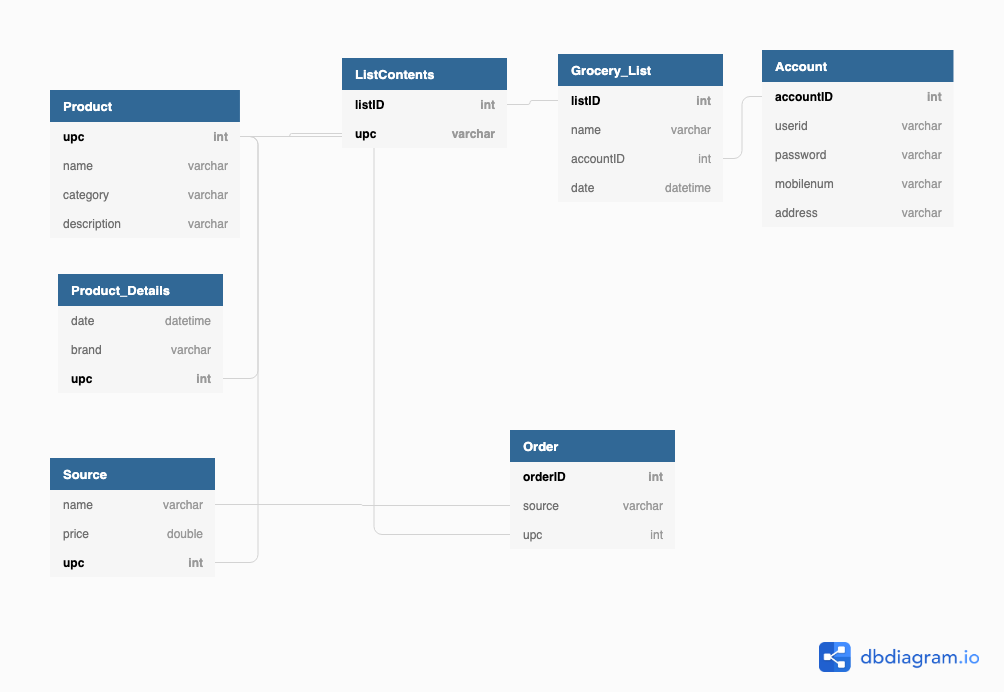 Product
upc int
name varchar
category varchar
description varchar
ListContents
listID int
upc varchar
Grocery_List
listID int
name varchar
accountID int
date datetime
Account
accountID int
userid varchar
password varchar
mobilenum varchar
address varchar
Product_Details
date datetime
brand varchar
upc int
Source
name varchar
price double
upc int
Order
orderID int
source varchar
upc int
dbdiagram.io